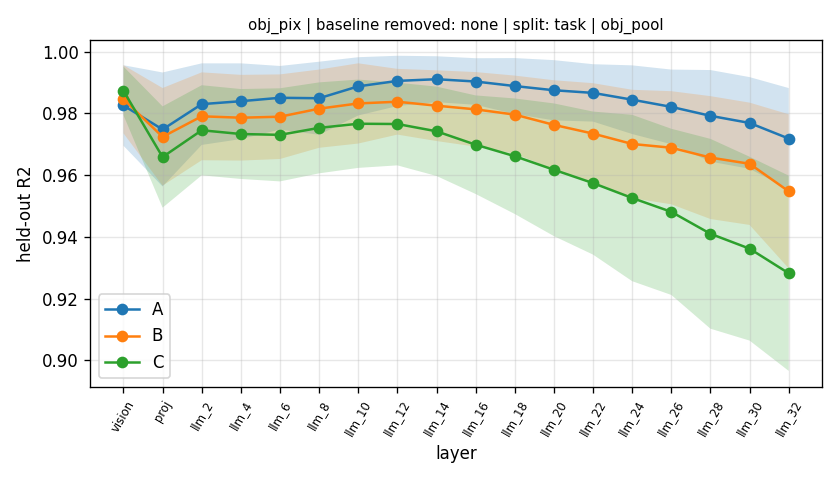 obj_pix | baseline removed: none | split: task | obj_pool
held-out R2
1.00
0.98
0.96
0.94
0.92
0.90
A
B
C
vision
proj
llm_2
llm_4
llm_6
llm_8
llm_10
llm_12
llm_14
llm_16
llm_18
llm_20
llm_22
llm_24
llm_26
llm_28
llm_30
llm_32
layer